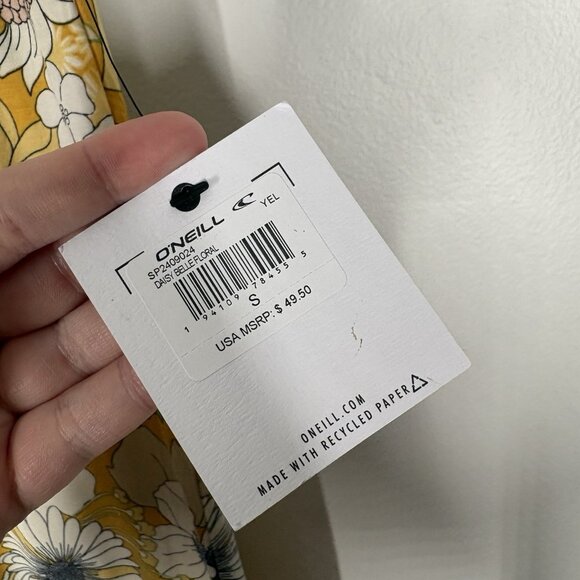 O'NEILL YEL
SP2409024
DAISY BELLE FLORAL
1 94109 78455 5
S
USA MSRP: $ 49.50
ONEILL.COM
MADE WITH RECYCLED PAPER